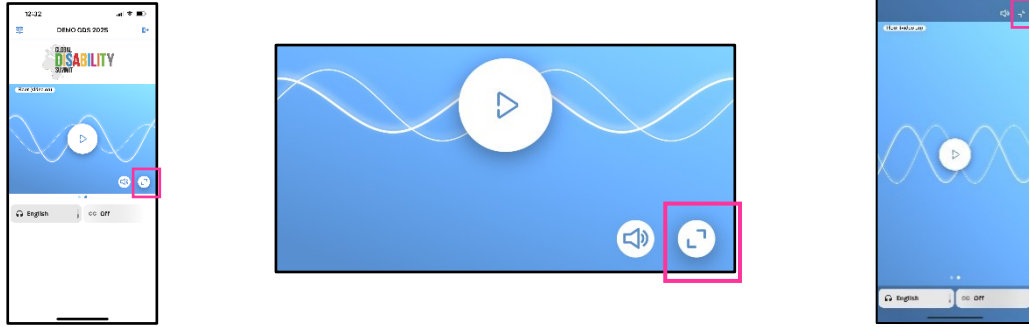 12:32
DEMO GDS 2025
GLOBAL
DISABILITY
SUMMIT
English
CC Off
English
CC Off